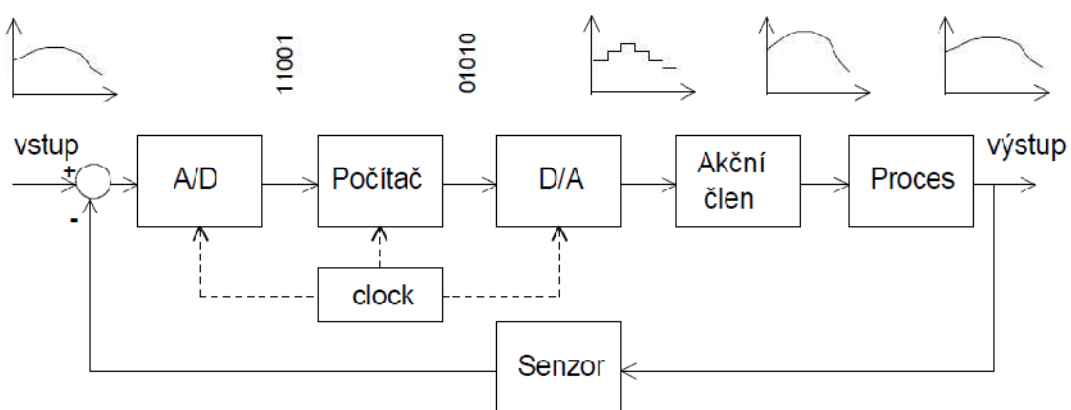 11001
01010
vstup
výstup
+
-
A/D
Počítač
D/A
Akční
člen
Proces
clock
Senzor